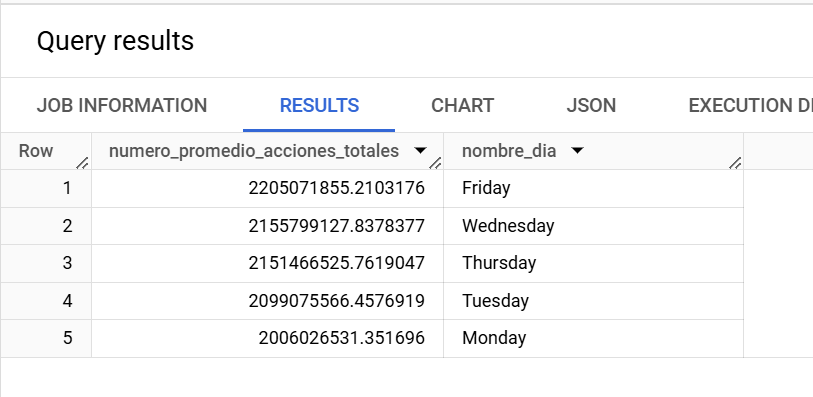 Query results
JOB INFORMATION RESULTS CHART JSON EXECUTION DI
Row numero_promedio_acciones_totales nombre_dia
1 2205071855.2103176 Friday
2 2155799127.8378377 Wednesday
3 2151466525.7619047 Thursday
4 2099075566.4576919 Tuesday
5 2006026531.351696 Monday